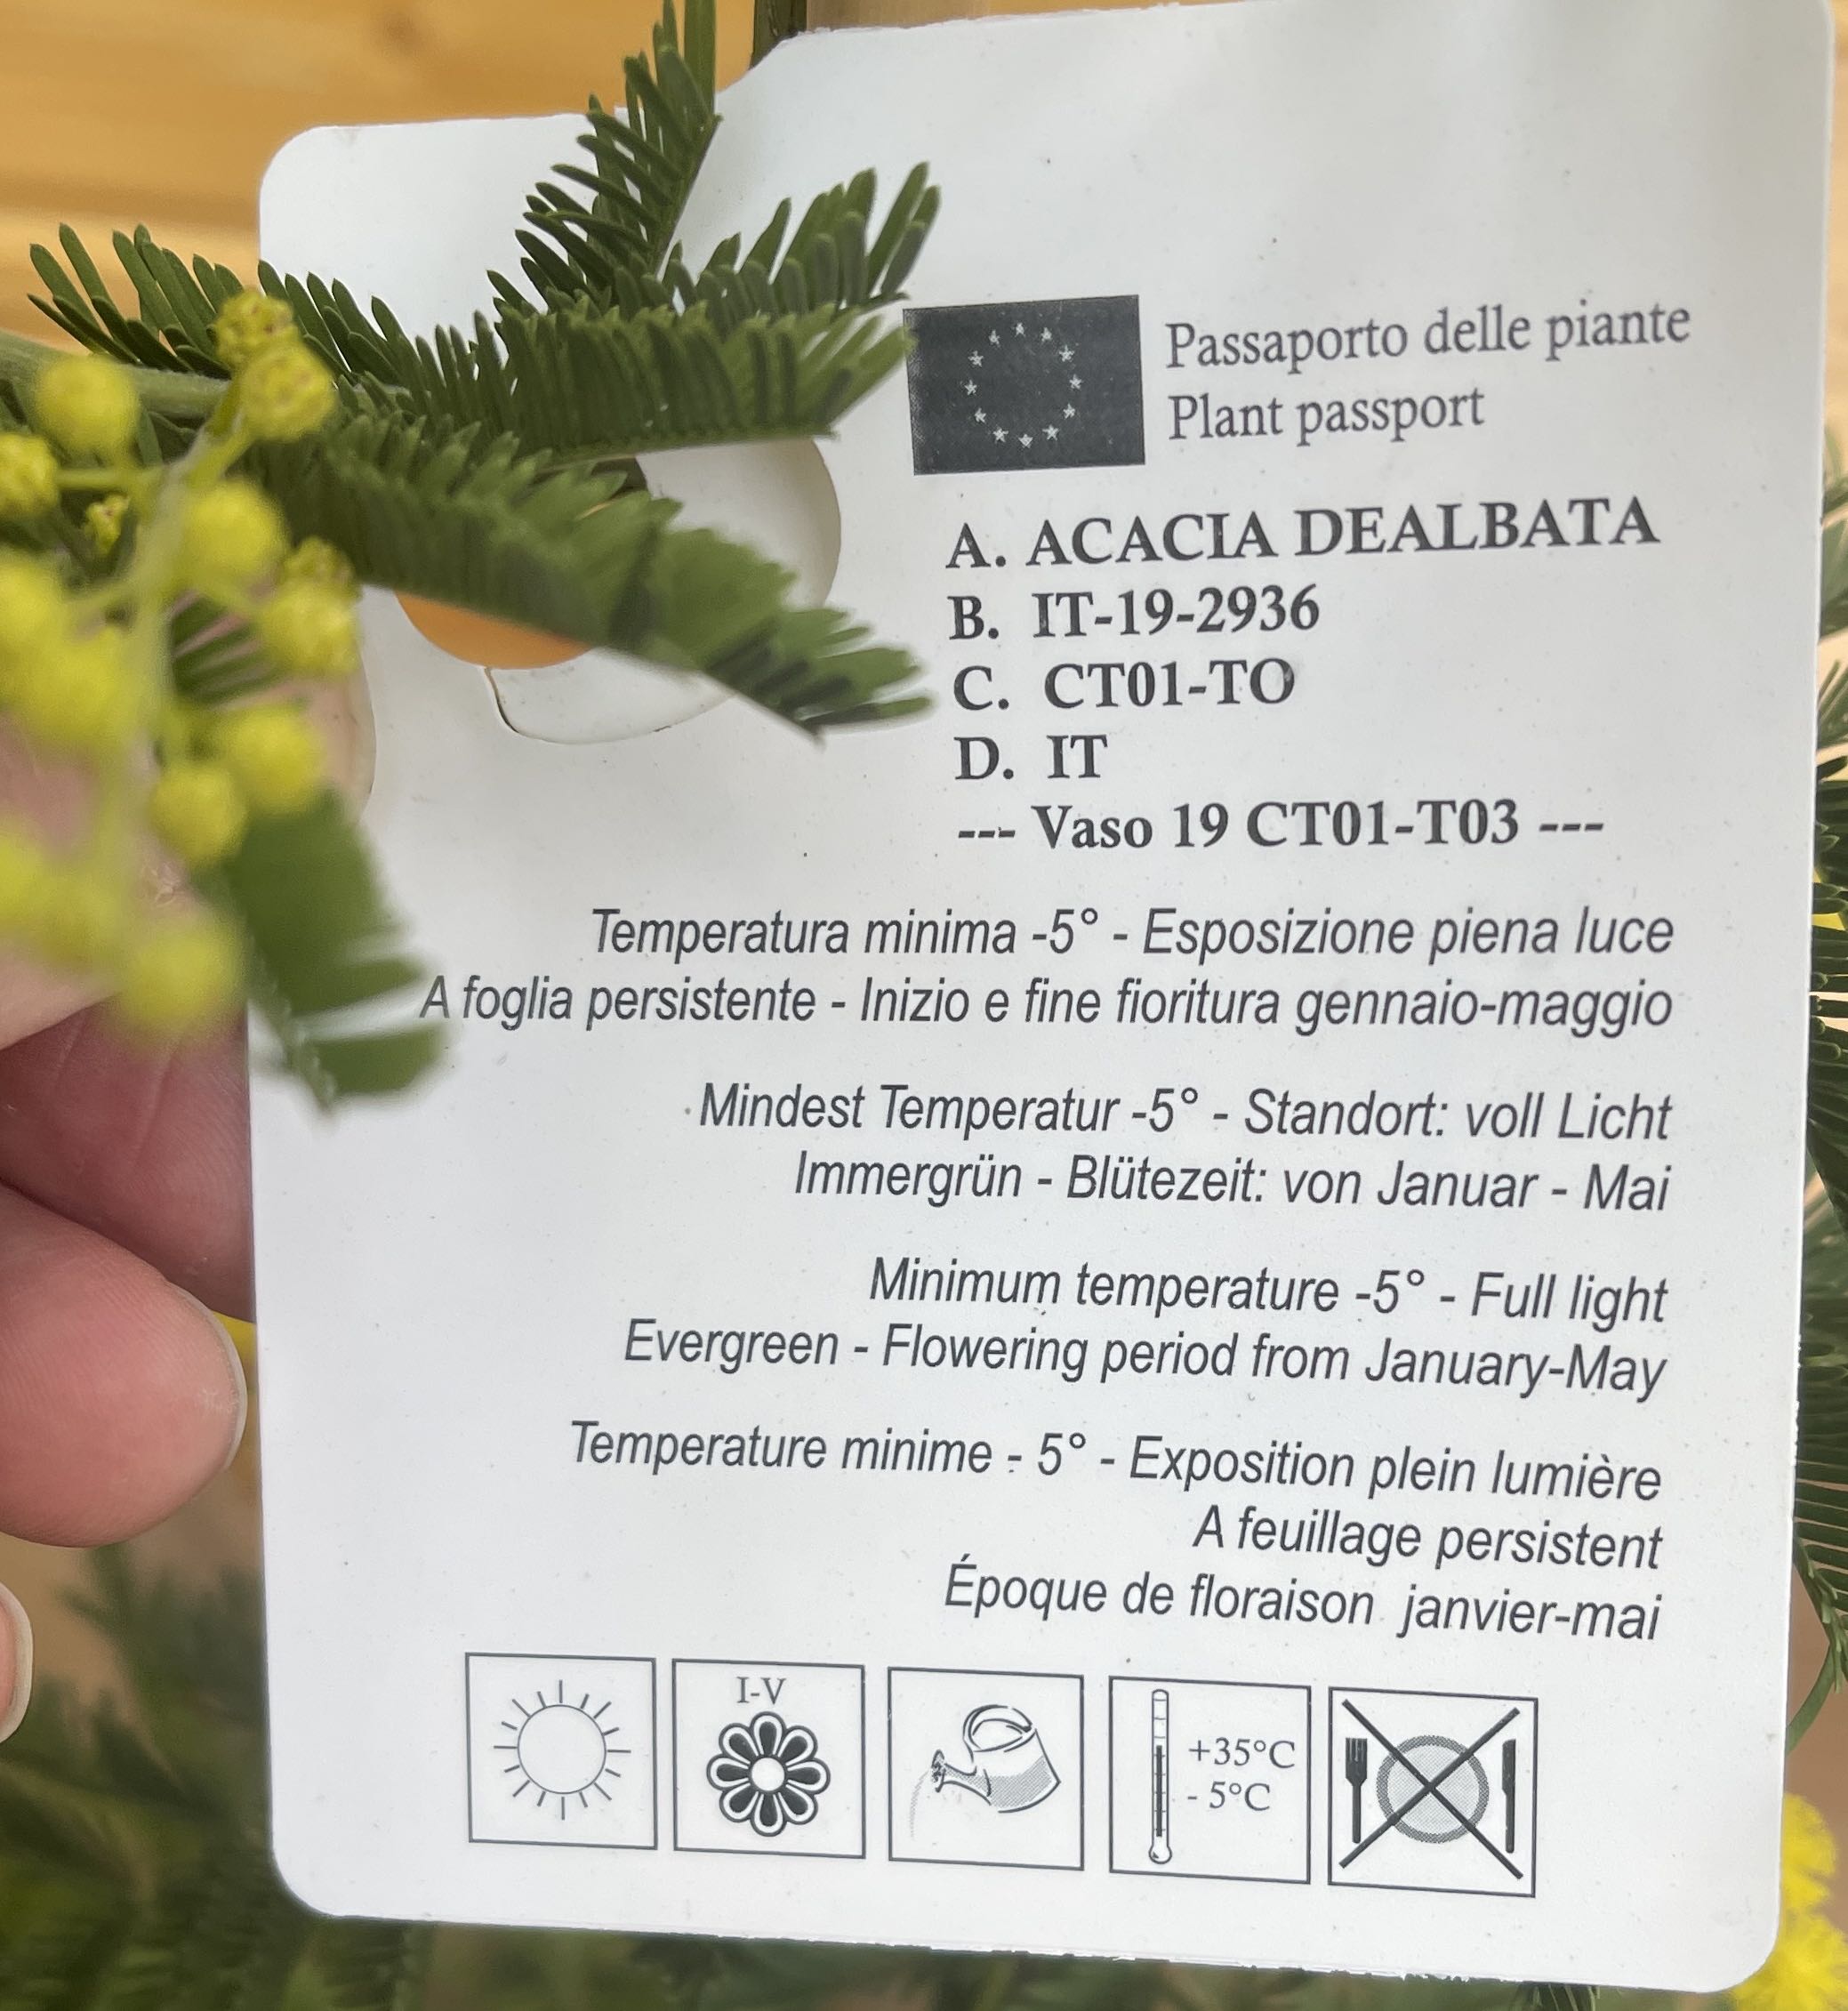 Passaporto delle piante
Plant passport
A. ACACIA DEALBATA
B. IT-19-2936
C. CT01-TO
D. IT
--- Vaso 19 CT01-T03 ---
Temperatura minima -5° - Esposizione piena luce
A foglia persistente - Inizio e fine fioritura gennaio-maggio
Mindest Temperatur -5° - Standort: voll Licht
Immergrün - Blütezeit: von Januar - Mai
Minimum temperature -5° - Full light
Evergreen - Flowering period from January-May
Temperature minime - 5° - Exposition plein lumière
A feuillage persistent
Époque de floraison janvier-mai
I-V
+35°C
- 5°C